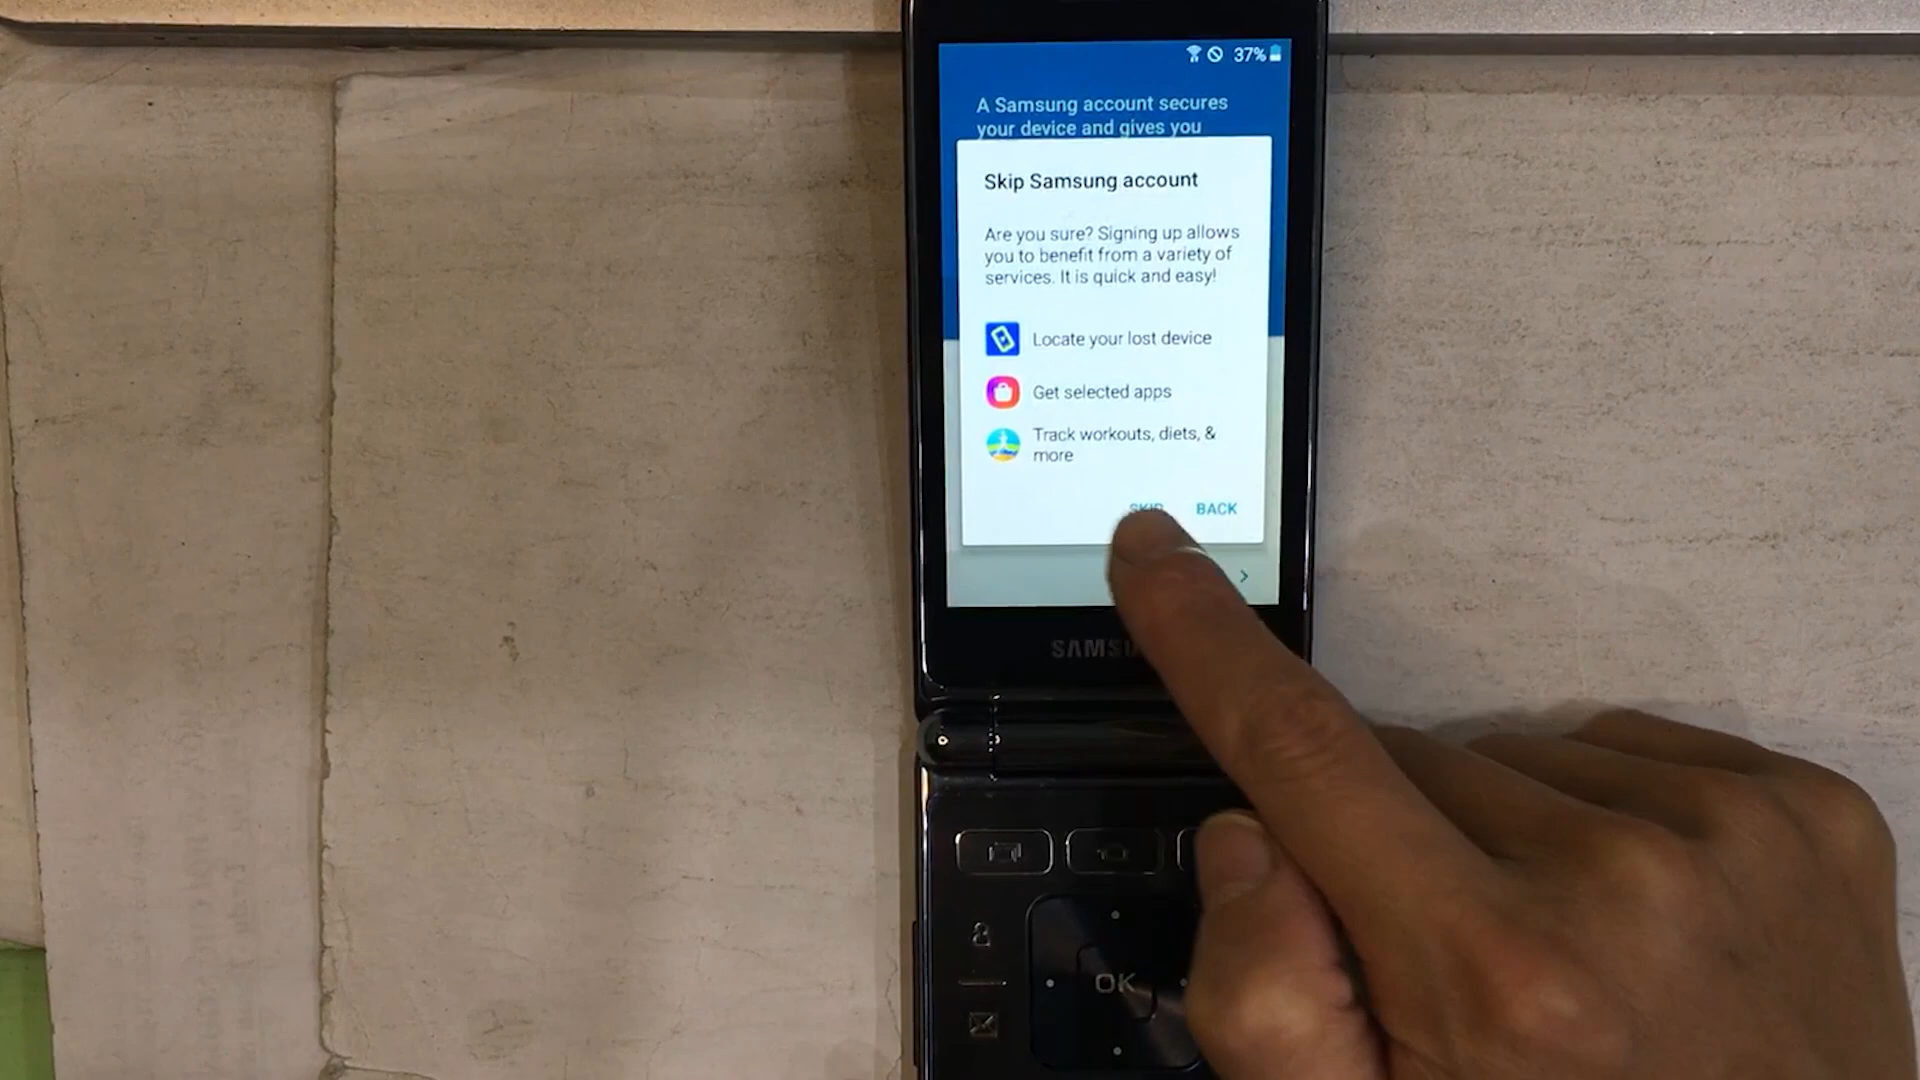 37%
A Samsung account secures
your device and gives you
Skip Samsung account
Are you sure? Signing up allows
you to benefit from a variety of
services. It is quick and easy!
Locate your lost device
Get selected apps
Track workouts, diets, &
more
SKIP BACK
OK